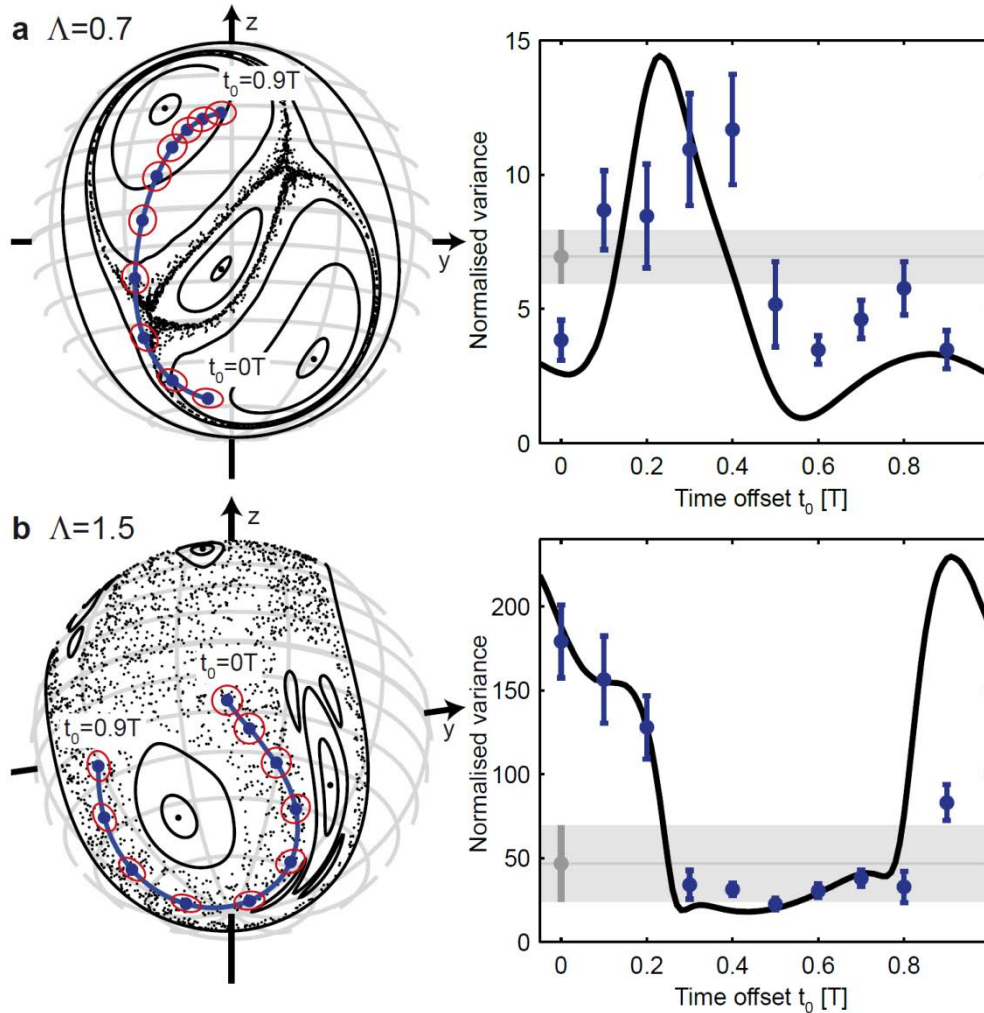 a Λ=0.7
z
t₀=0.9T
y
t₀=0T
15
10
5
0
Normalised variance
0 0.2 0.4 0.6 0.8
Time offset t₀ [T]
b Λ=1.5
z
t₀=0T
t₀=0.9T
y
200
150
100
50
0
Normalised variance
0 0.2 0.4 0.6 0.8
Time offset t₀ [T]